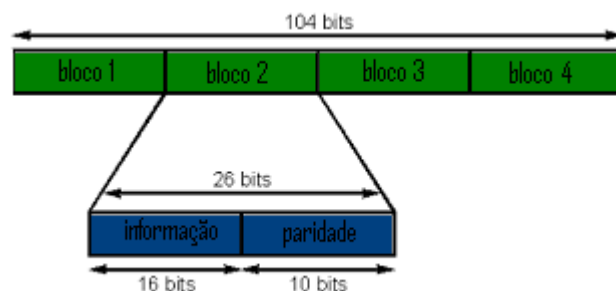 104 bits
bloco 1 bloco 2 bloco 3 bloco 4
26 bits
informação paridade
16 bits 10 bits